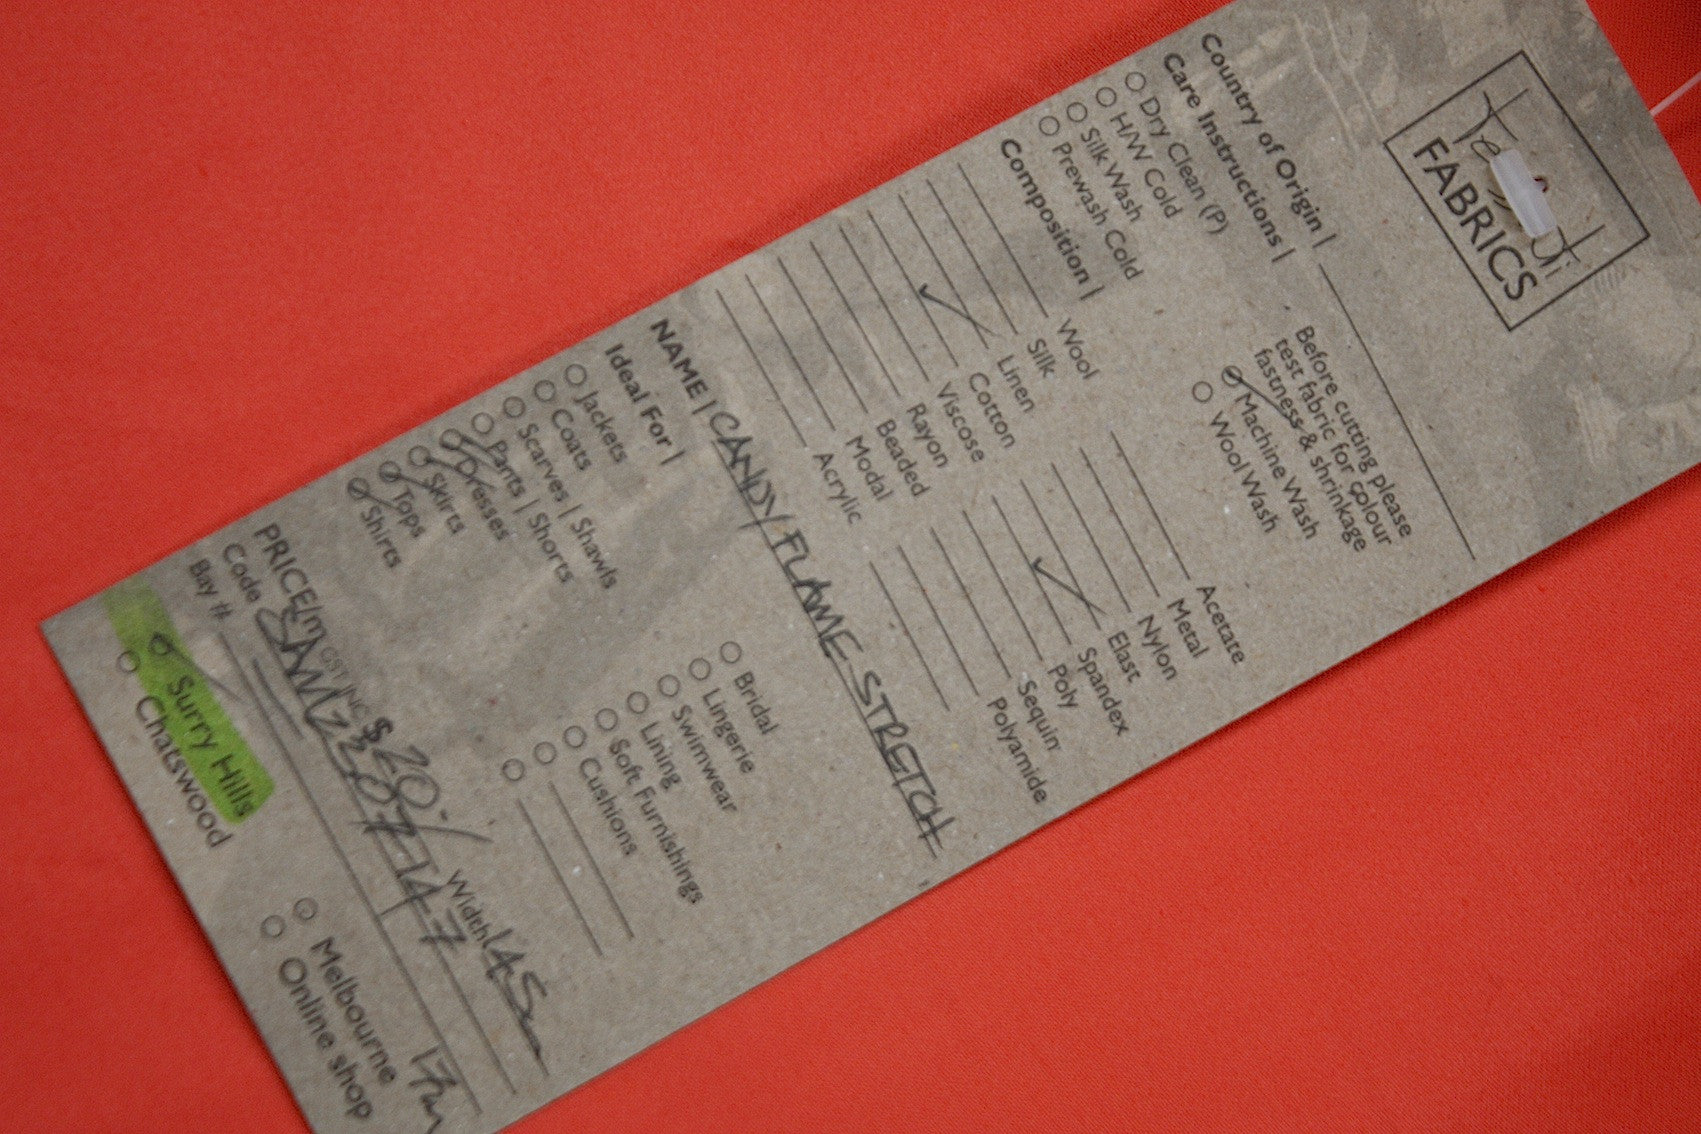 Tessuti
FABRICS
Country of Origin |
Care Instructions |
Dry Clean (P)
H/W Cold
Silk Wash
Prewash Cold
Before cutting please
test fabric for colour
fastness & shrinkage
Machine Wash
Wool Wash
Composition |
Wool
Silk
Linen
Cotton
Viscose
Rayon
Beaded
Modal
Acrylic
Acetate
Metal
Nylon
Elast
Spandex
Poly
Sequin
Polyamide
NAME | CANDY FLAME STRETCH
Ideal For |
Jackets
Coats
Scarves | Shawls
Pants | Shorts
Dresses
Skirts
Tops
Shirts
Bridal
Lingerie
Swimwear
Lining
Soft Furnishings
Cushions
PRICE/m GST INC $20-/ Width 145
Code
Bay #
Surry Hills
Chatswood
Melbourne
Online shop
17m